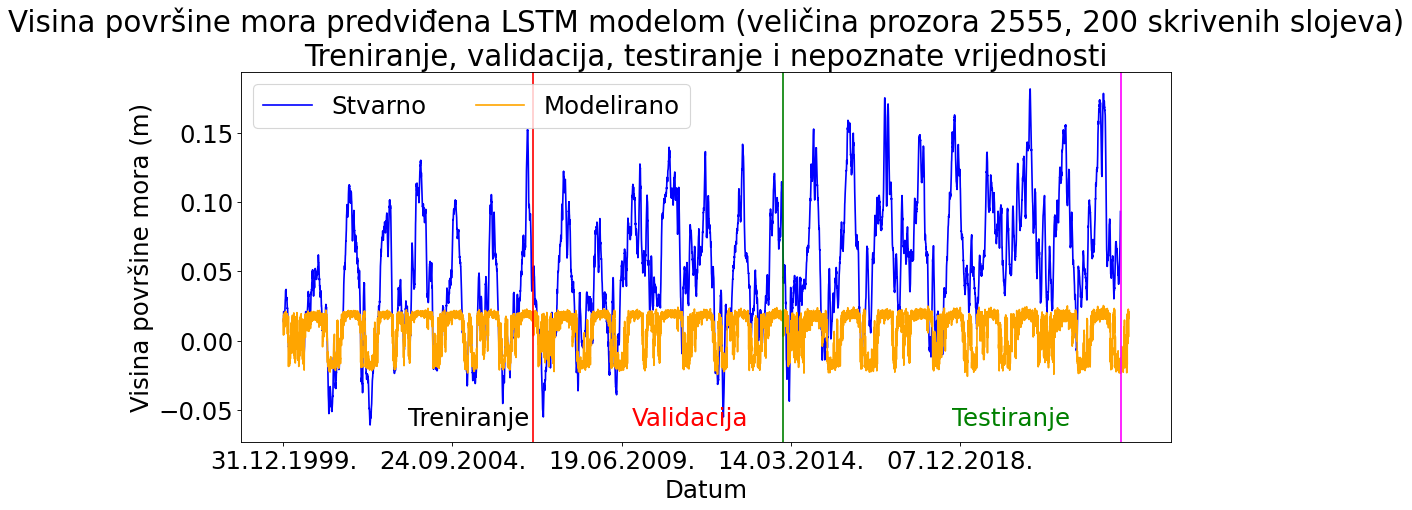 Visina površine mora predviđena LSTM modelom (veličina prozora 2555, 200 skrivenih slojeva)
Treniranje, validacija, testiranje i nepoznate vrijednosti
Stvarno Modelirano
Visina površine mora (m)
0.15
0.10
0.05
0.00
−0.05
Treniranje Validacija Testiranje
31.12.1999. 24.09.2004. 19.06.2009. 14.03.2014. 07.12.2018.
Datum